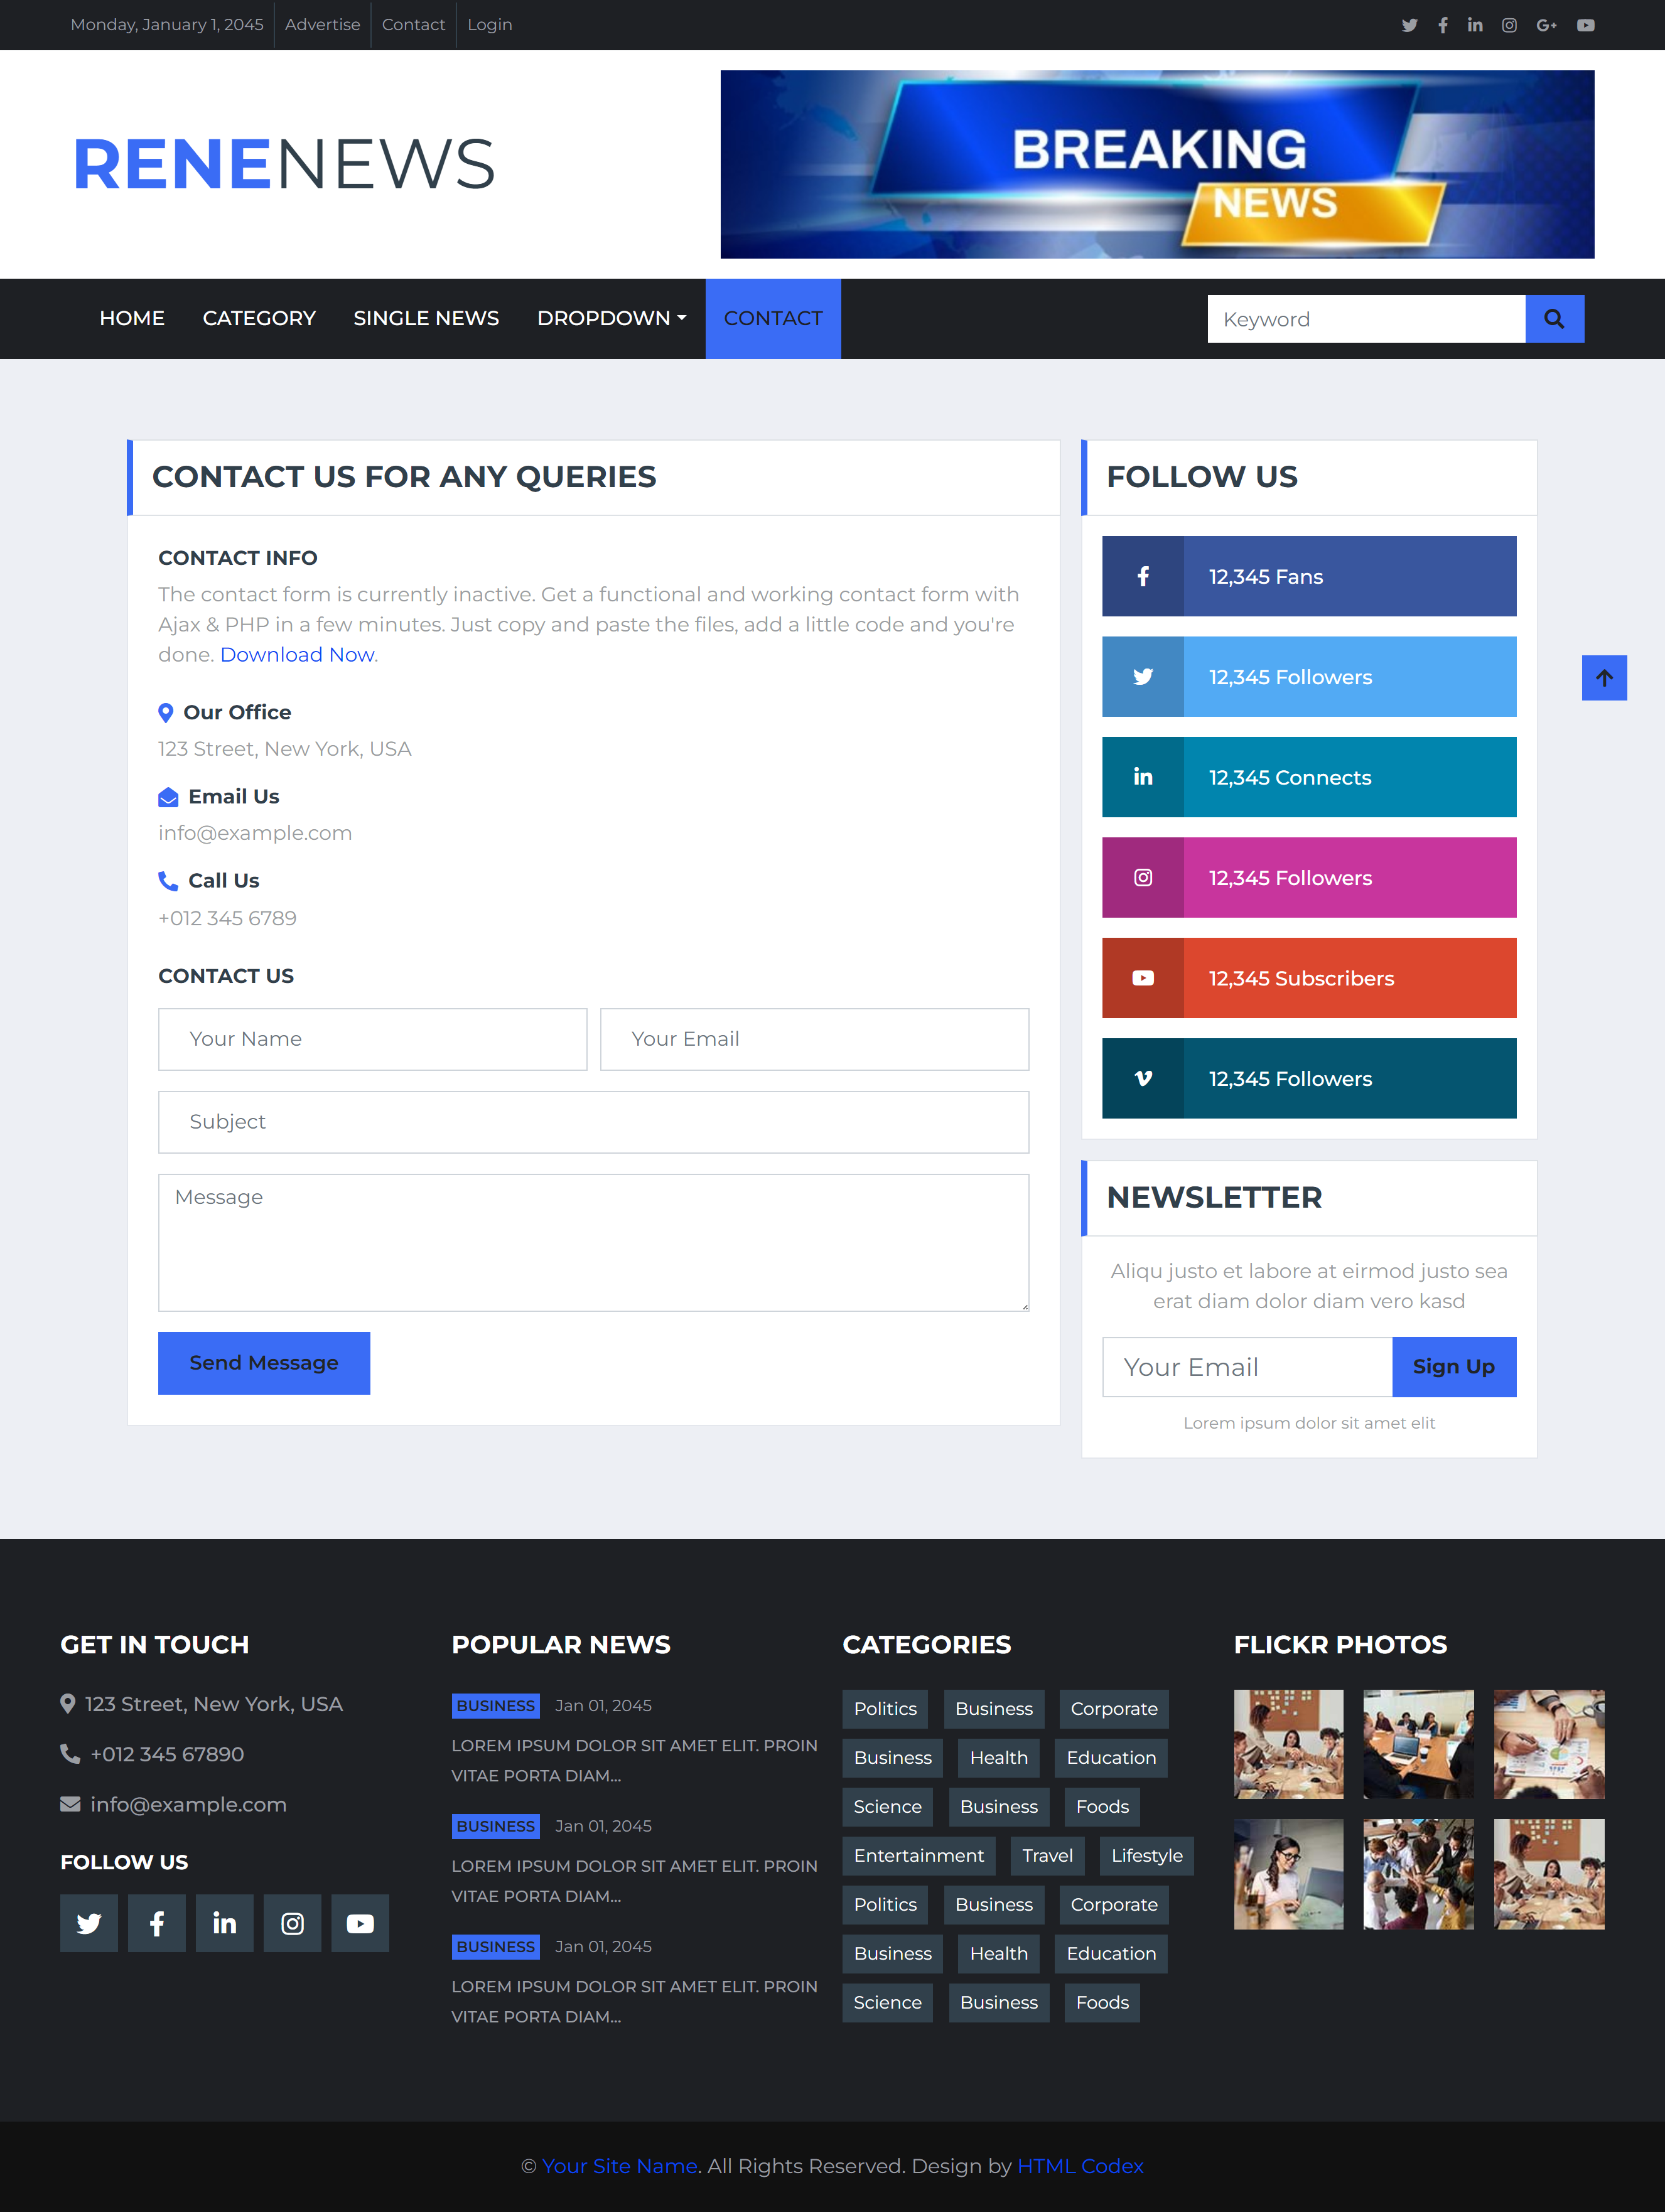 Monday, January 1, 2045 Advertise Contact Login
RENENEWS
BREAKING
NEWS
HOME CATEGORY SINGLE NEWS DROPDOWN CONTACT
Keyword
CONTACT US FOR ANY QUERIES
CONTACT INFO
The contact form is currently inactive. Get a functional and working contact form with
Ajax & PHP in a few minutes. Just copy and paste the files, add a little code and you're
done. Download Now.
Our Office
123 Street, New York, USA
Email Us
info@example.com
Call Us
+012 345 6789
CONTACT US
Your Name Your Email
Subject
Message
Send Message
FOLLOW US
12,345 Fans
12,345 Followers
12,345 Connects
12,345 Followers
12,345 Subscribers
12,345 Followers
NEWSLETTER
Aliqu justo et labore at eirmod justo sea
erat diam dolor diam vero kasd
Your Email Sign Up
Lorem ipsum dolor sit amet elit
GET IN TOUCH
123 Street, New York, USA
+012 345 67890
info@example.com
FOLLOW US
POPULAR NEWS
BUSINESS Jan 01, 2045
LOREM IPSUM DOLOR SIT AMET ELIT. PROIN
VITAE PORTA DIAM...
BUSINESS Jan 01, 2045
LOREM IPSUM DOLOR SIT AMET ELIT. PROIN
VITAE PORTA DIAM...
BUSINESS Jan 01, 2045
LOREM IPSUM DOLOR SIT AMET ELIT. PROIN
VITAE PORTA DIAM...
CATEGORIES
Politics Business Corporate
Business Health Education
Science Business Foods
Entertainment Travel Lifestyle
Politics Business Corporate
Business Health Education
Science Business Foods
FLICKR PHOTOS
© Your Site Name. All Rights Reserved. Design by HTML Codex